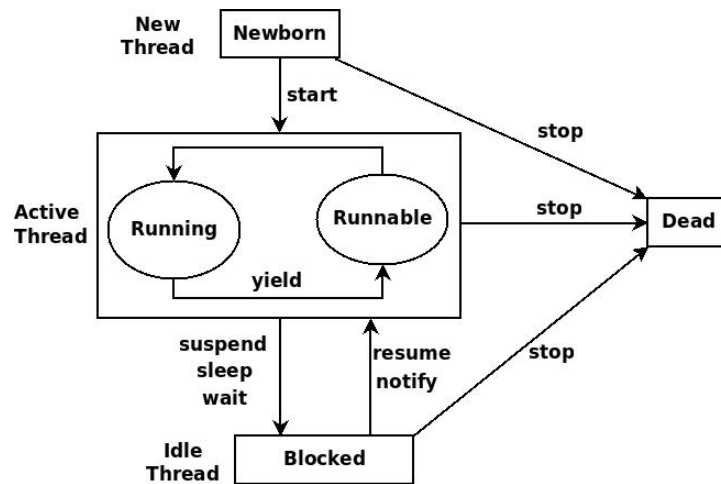 New
Thread
Newborn
start
stop
Active
Thread
Running
Runnable
yield
stop
Dead
suspend
sleep
wait
resume
notify
stop
Idle
Thread
Blocked